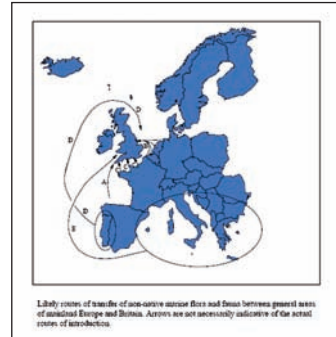 D
D
A
D
B
Likely routes of transfer of non-native marine flora and fauna between general areas
of mainland Europe and Britain. Arrows are not necessarily indicative of the actual
routes of introduction.